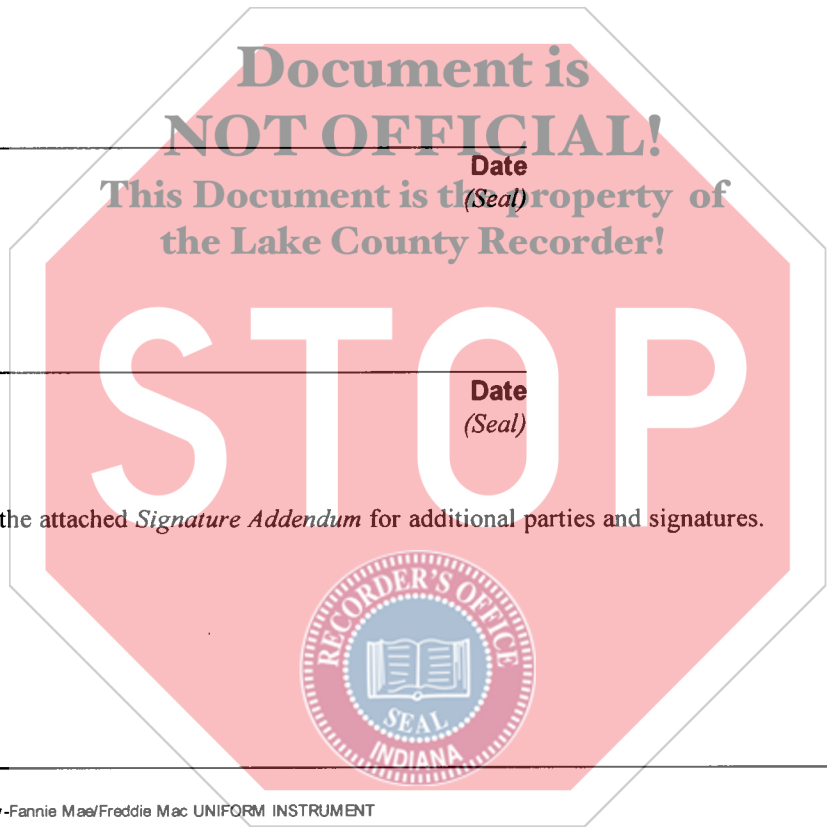 Document is
NOT OFFICIAL!
Date
This Document is the property of
(Seal)
the Lake County Recorder!
STOP
Date
(Seal)
the attached Signature Addendum for additional parties and signatures.
RECORDER'S OFFICE
SEAL
INDIANA
-Fannie Mae/Freddie Mac UNIFORM INSTRUMENT